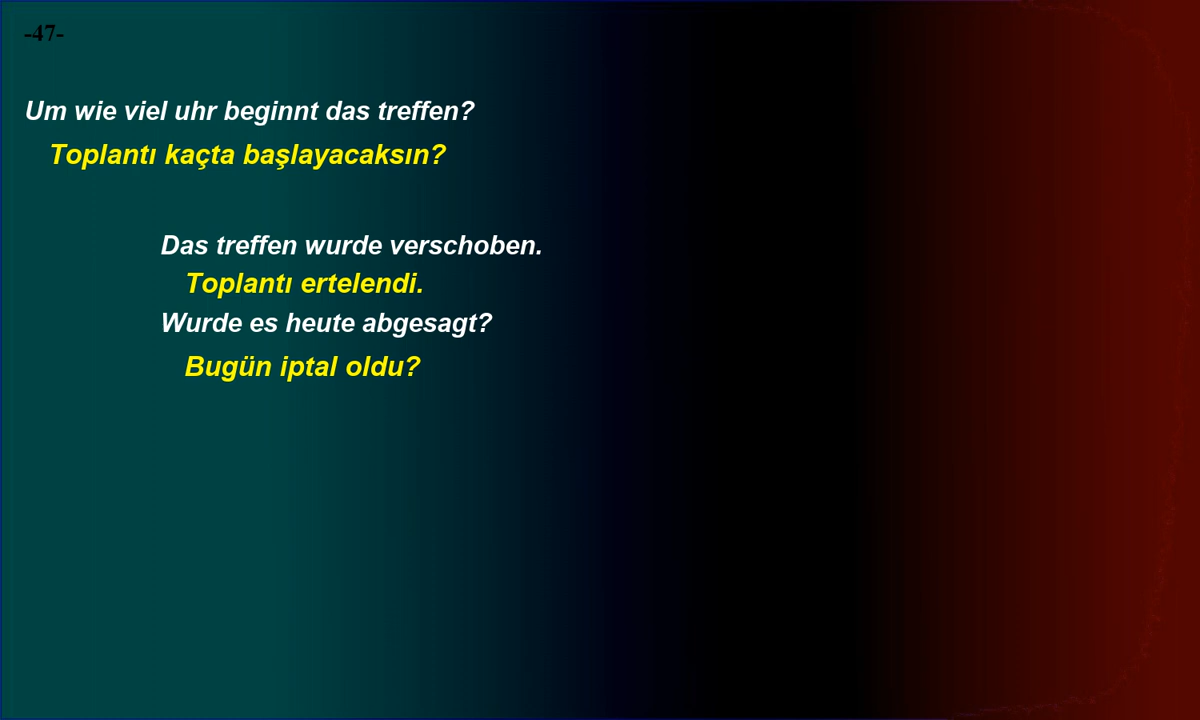 -47-
Um wie viel uhr beginnt das treffen?
Toplantı kaçta başlayacaksın?
Das treffen wurde verschoben.
Toplantı ertelendi.
Wurde es heute abgesagt?
Bugün iptal oldu?